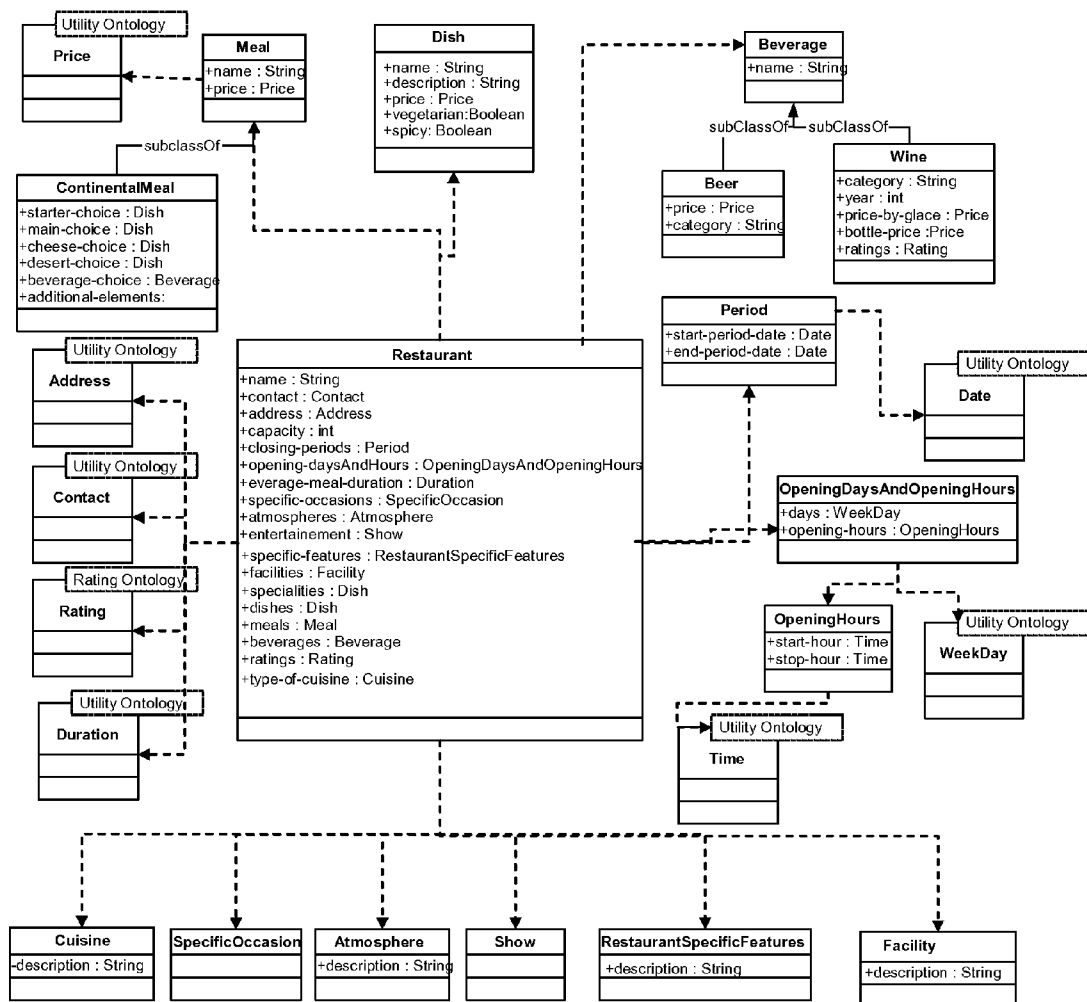 Utility Ontology
Price
Meal
+name : String
+price : Price
Dish
+name : String
+description : String
+price : Price
+vegetarian:Boolean
+spicy: Boolean
Beverage
+name : String
subclassOf
subClassOf
subClassOf
ContinentalMeal
+starter-choice : Dish
+main-choice : Dish
+cheese-choice : Dish
+desert-choice : Dish
+beverage-choice : Beverage
+additional-elements:
Beer
+price : Price
+category : String
Wine
+category : String
+year : int
+price-by-glace : Price
+bottle-price :Price
+ratings : Rating
Period
+start-period-date : Date
+end-period-date : Date
Utility Ontology
Date
Utility Ontology
Address
Utility Ontology
Contact
Rating Ontology
Rating
Utility Ontology
Duration
Restaurant
+name : String
+contact : Contact
+address : Address
+capacity : int
+closing-periods : Period
+opening-daysAndHours : OpeningDaysAndOpeningHours
+everage-meal-duration : Duration
+specific-occasions : SpecificOccasion
+atmospheres : Atmosphere
+entertainement : Show
+specific-features : RestaurantSpecificFeatures
+facilities : Facility
+specialities : Dish
+dishes : Dish
+meals : Meal
+beverages : Beverage
+ratings : Rating
+type-of-cuisine : Cuisine
OpeningDaysAndOpeningHours
+days : WeekDay
+opening-hours : OpeningHours
OpeningHours
+start-hour : Time
+stop-hour : Time
Utility Ontology
WeekDay
Utility Ontology
Time
Cuisine
-description : String
SpecificOccasion
Atmosphere
+description : String
Show
RestaurantSpecificFeatures
+description : String
Facility
+description : String